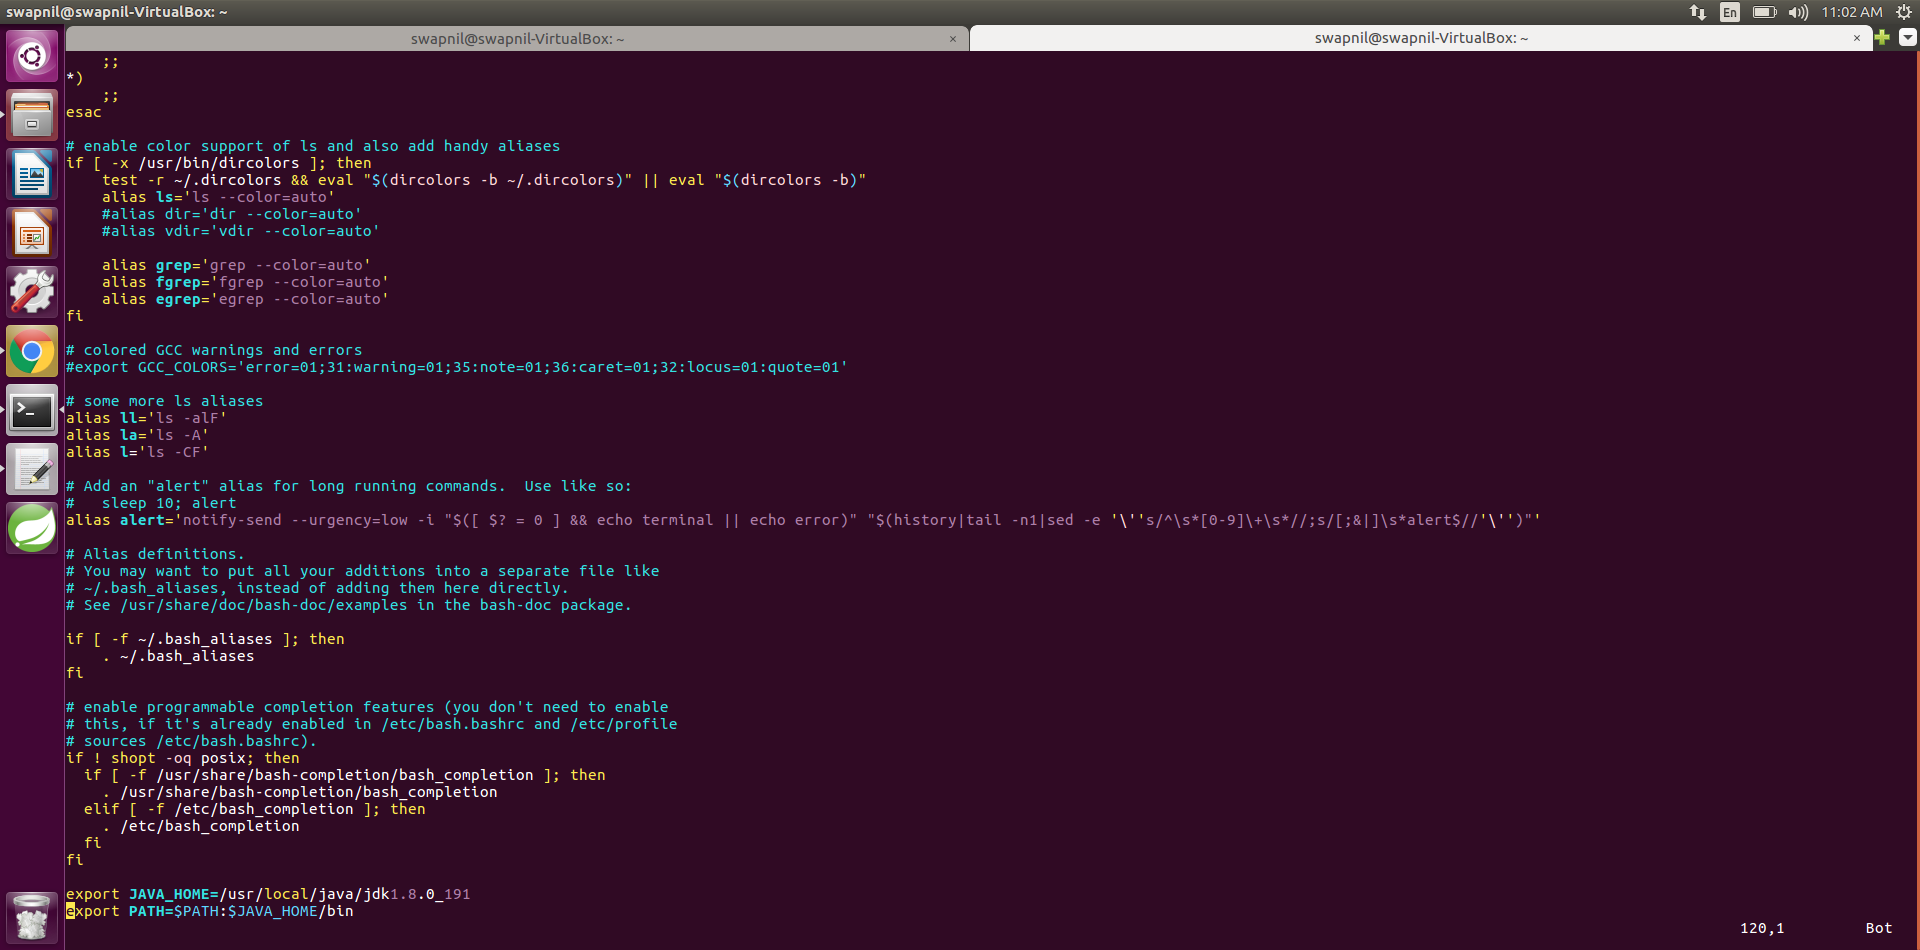 swapnil@swapnil-VirtualBox: ~
En
11:02 AM
swapnil@swapnil-VirtualBox: ~ ×
swapnil@swapnil-VirtualBox: ~ ×
    ;;
*)
    ;;
esac

# enable color support of ls and also add handy aliases
if [ -x /usr/bin/dircolors ]; then
    test -r ~/.dircolors && eval "$(dircolors -b ~/.dircolors)" || eval "$(dircolors -b)"
    alias ls='ls --color=auto'
    #alias dir='dir --color=auto'
    #alias vdir='vdir --color=auto'

    alias grep='grep --color=auto'
    alias fgrep='fgrep --color=auto'
    alias egrep='egrep --color=auto'
fi

# colored GCC warnings and errors
#export GCC_COLORS='error=01;31:warning=01;35:note=01;36:caret=01;32:locus=01:quote=01'

# some more ls aliases
alias ll='ls -alF'
alias la='ls -A'
alias l='ls -CF'

# Add an "alert" alias for long running commands.  Use like so:
#   sleep 10; alert
alias alert='notify-send --urgency=low -i "$([ $? = 0 ] && echo terminal || echo error)" "$(history|tail -n1|sed -e '\''s/^\s*[0-9]\+\s*//;s/[;&|]\s*alert$//'\'')"'

# Alias definitions.
# You may want to put all your additions into a separate file like
# ~/.bash_aliases, instead of adding them here directly.
# See /usr/share/doc/bash-doc/examples in the bash-doc package.

if [ -f ~/.bash_aliases ]; then
    . ~/.bash_aliases
fi

# enable programmable completion features (you don't need to enable
# this, if it's already enabled in /etc/bash.bashrc and /etc/profile
# sources /etc/bash.bashrc).
if ! shopt -oq posix; then
  if [ -f /usr/share/bash-completion/bash_completion ]; then
    . /usr/share/bash-completion/bash_completion
  elif [ -f /etc/bash_completion ]; then
    . /etc/bash_completion
  fi
fi

export JAVA_HOME=/usr/local/java/jdk1.8.0_191
export PATH=$PATH:$JAVA_HOME/bin
120,1 Bot